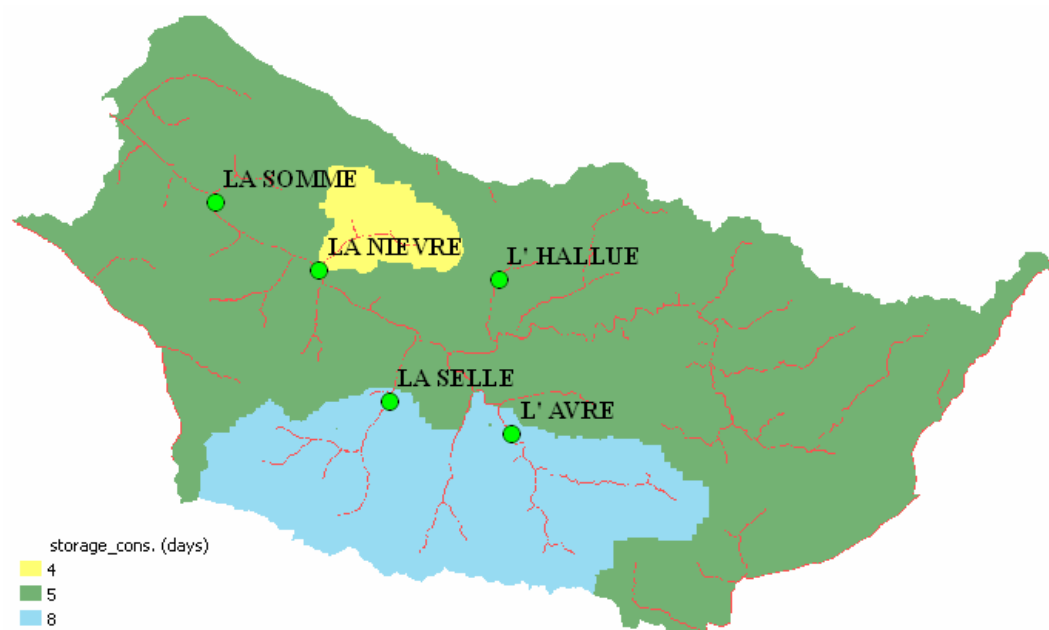 LA SOMME
LA NIEVRE
L' HALLUE
LA SELLE
L' AVRE
storage_cons. (days)
4
5
8